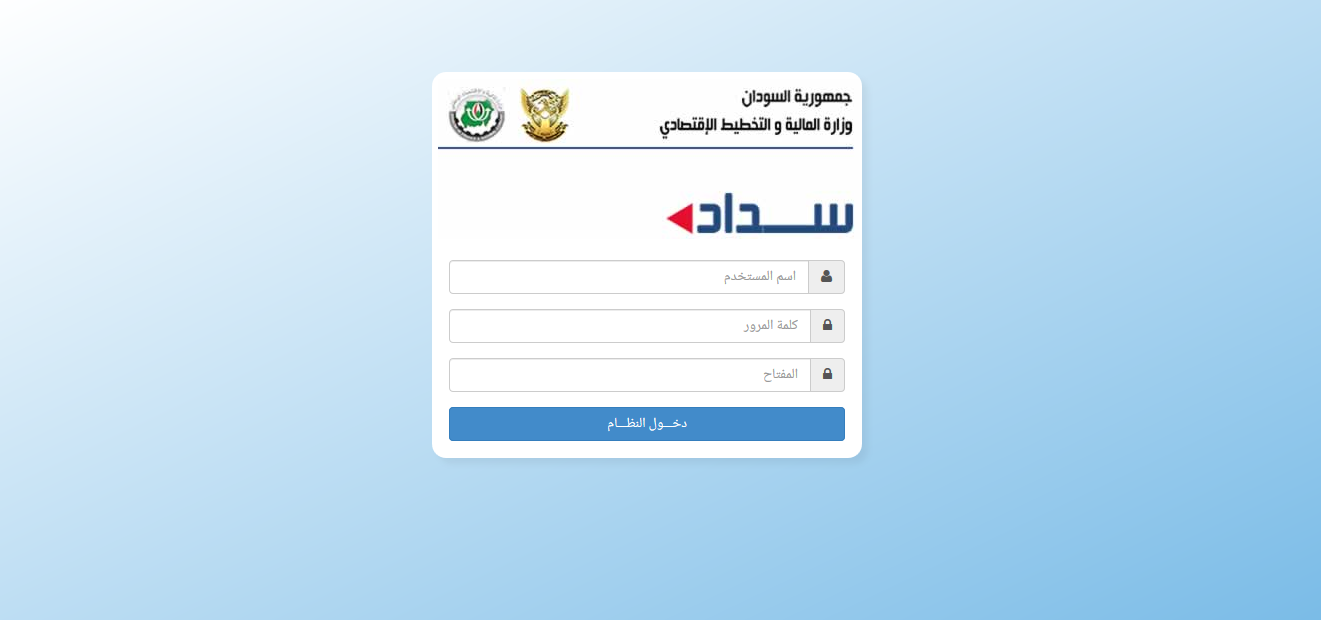 جمهورية السودان
وزارة المالية و التخطيط الإقتصادي
ســـداد
اسم المستخدم
كلمة المرور
المفتاح
دخـــول النظـــام